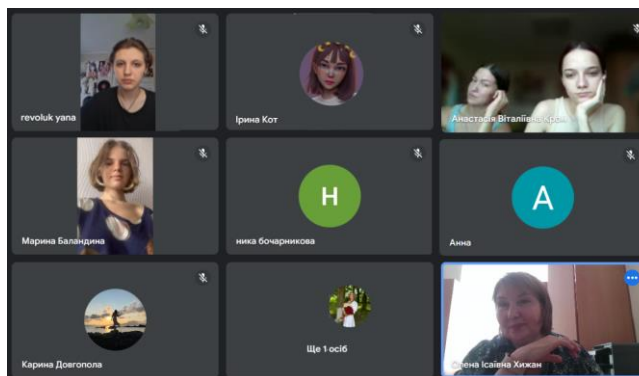 revoluk yana
Ірина Кот
Анастасія Віталіївна Кром
Марина Баландина
Н
ника бочарникова
А
Анна
Карина Довгопола
Ще 1 осіб
Олена Ісаївна Хижан